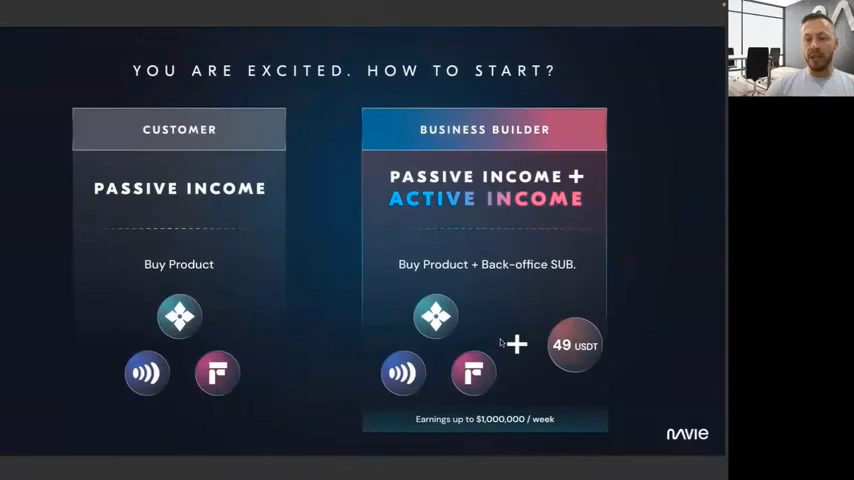 YOU ARE EXCITED. HOW TO START?
CUSTOMER
PASSIVE INCOME
Buy Product
BUSINESS BUILDER
PASSIVE INCOME +
ACTIVE INCOME
Buy Product + Back-office SUB.
+
49 USDT
Earnings up to $1,000,000 / week
NAVIE